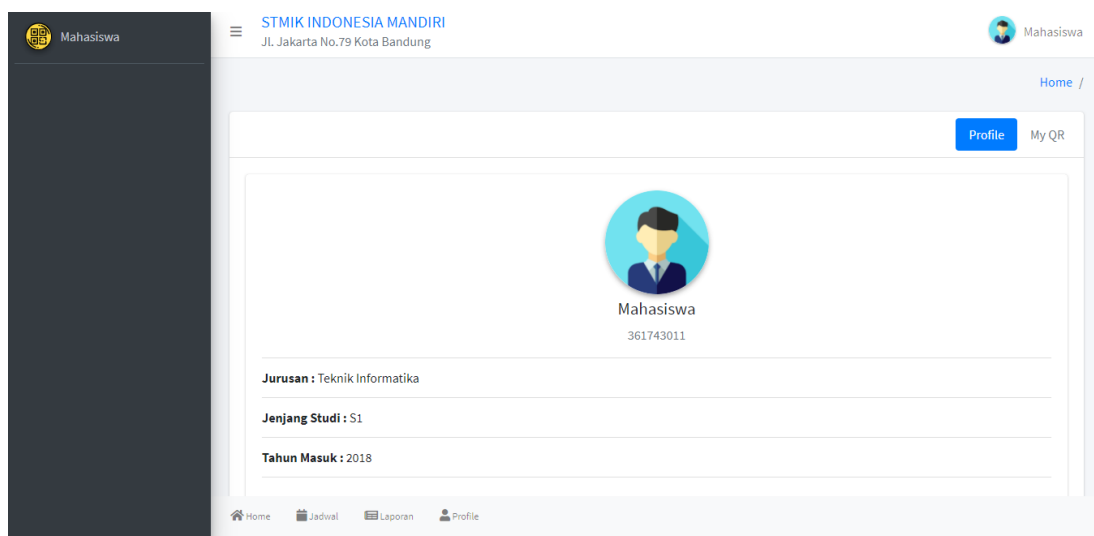 Mahasiswa
STMIK INDONESIA MANDIRI
Jl. Jakarta No.79 Kota Bandung
Mahasiswa
Home /
Profile
My QR
Mahasiswa
361743011
Jurusan : Teknik Informatika
Jenjang Studi : S1
Tahun Masuk : 2018
Home
Jadwal
Laporan
Profile